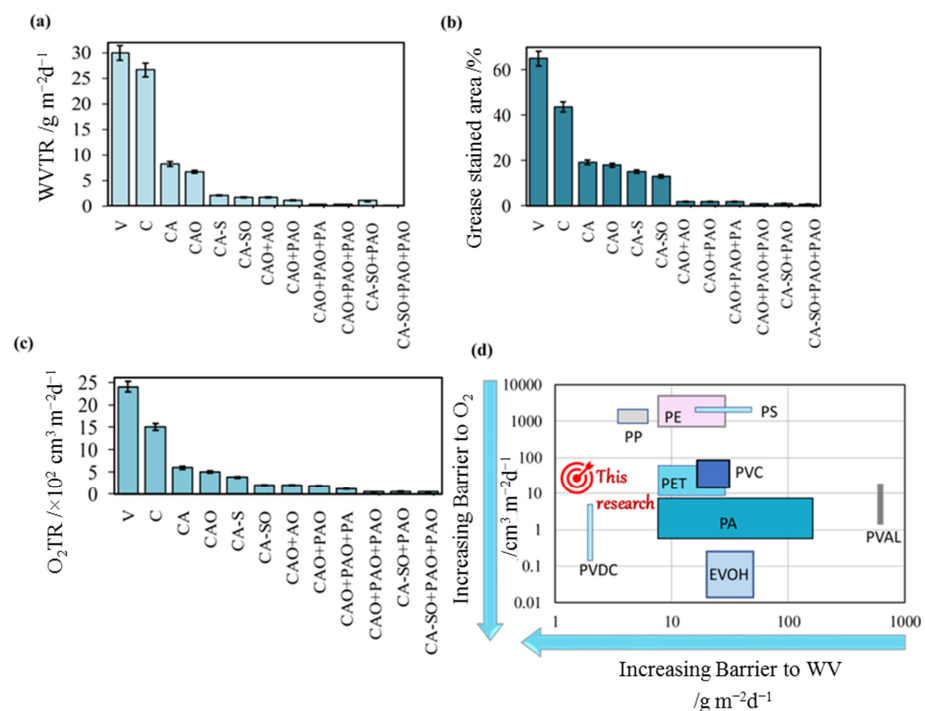 (a)
WVTR /g m⁻²d⁻¹
30
25
20
15
10
5
0
V
C
CA
CAO
CA-S
CA-SO
CAO+AO
CAO+PAO
CAO+PAO+PA
CAO+PAO+PAO
CA-SO+PAO
CA-SO+PAO+PAO
(b)
Grease stained area /%
60
40
20
0
V
C
CA
CAO
CA-S
CA-SO
CAO+AO
CAO+PAO
CAO+PAO+PA
CAO+PAO+PAO
CA-SO+PAO
CA-SO+PAO+PAO
(c)
O₂TR /×10² cm³ m⁻²d⁻¹
25
20
15
10
5
0
V
C
CA
CAO
CA-S
CA-SO
CAO+AO
CAO+PAO
CAO+PAO+PA
CAO+PAO+PAO
CA-SO+PAO
CA-SO+PAO+PAO
(d)
Increasing Barrier to O₂
/cm³ m⁻²d⁻¹
10000
1000
100
10
1
0.1
0.01
PP
PE
PS
This
research
PET
PVC
PA
PVAL
PVDC
EVOH
1
10
100
1000
Increasing Barrier to WV
/g m⁻²d⁻¹